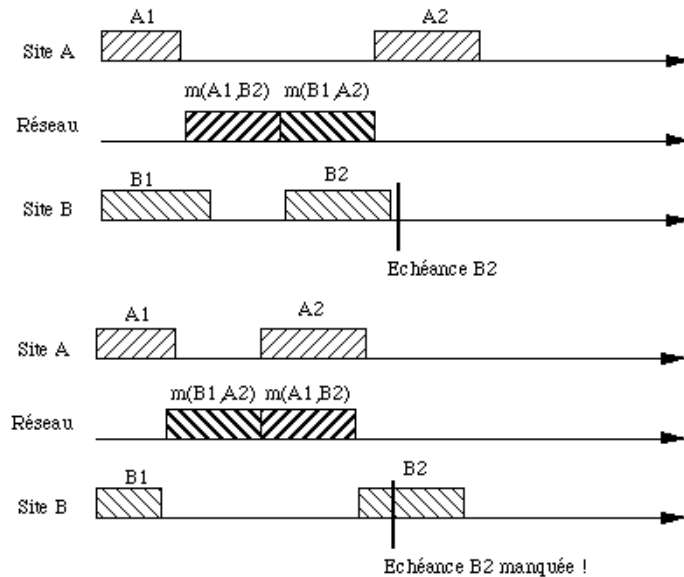 A1 A2
Site A
m(A1,B2) m(B1,A2)
Réseau
B1 B2
Site B
Echéance B2
A1 A2
Site A
m(B1,A2) m(A1,B2)
Réseau
B1 B2
Site B
Echéance B2 manquée !